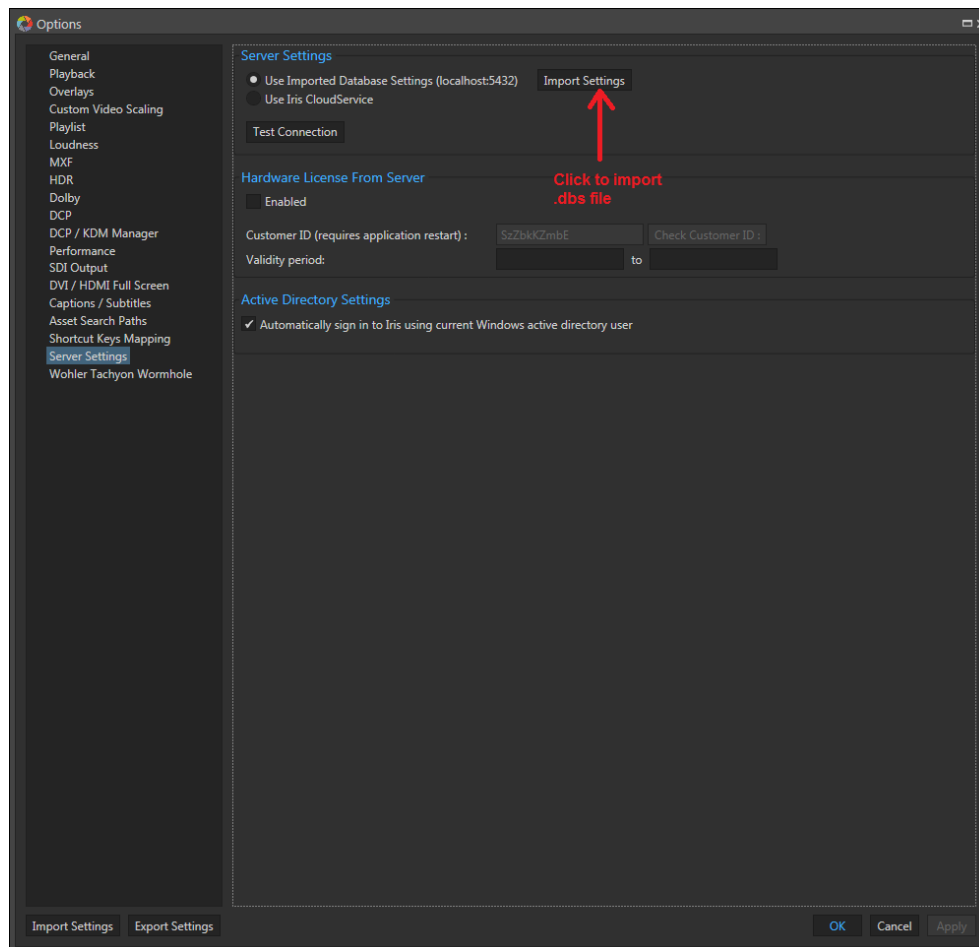 Options
General
Playback
Overlays
Custom Video Scaling
Playlist
Loudness
MXF
HDR
Dolby
DCP
DCP / KDM Manager
Performance
SDI Output
DVI / HDMI Full Screen
Captions / Subtitles
Asset Search Paths
Shortcut Keys Mapping
Server Settings
Wohler Tachyon Wormhole
Server Settings
Use Imported Database Settings (localhost:5432) Import Settings
Use Iris CloudService
Test Connection
Click to import
.dbs file
Hardware License From Server
Enabled
Customer ID (requires application restart) : SzZbkKZmbE Check Customer ID :
Validity period: to
Active Directory Settings
Automatically sign in to Iris using current Windows active directory user
Import Settings Export Settings OK Cancel Apply